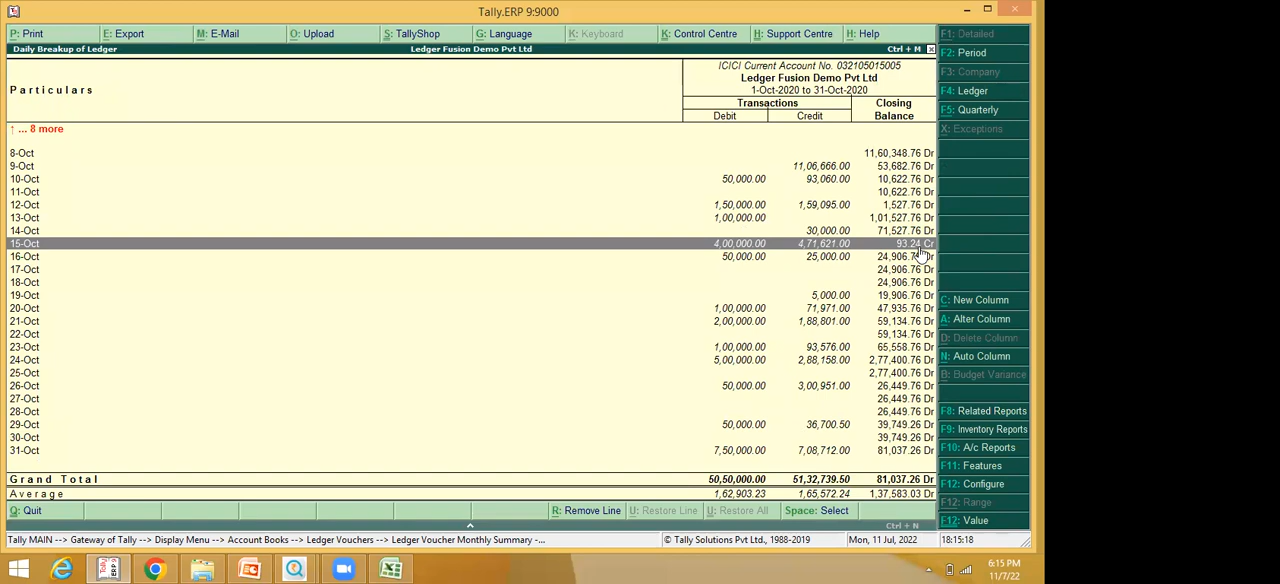 Tally.ERP 9:9000
P: Print E: Export M: E-Mail O: Upload S: TallyShop G: Language K: Keyboard K: Control Centre H: Support Centre H: Help
Daily Breakup of Ledger Ledger Fusion Demo Pvt Ltd Ctrl + M
Particulars
ICICI Current Account No. 032105015005
Ledger Fusion Demo Pvt Ltd
1-Oct-2020 to 31-Oct-2020
Transactions Closing
Debit Credit Balance
↑ ... 8 more
8-Oct 11,60,348.76 Dr
9-Oct 11,06,666.00 53,682.76 Dr
10-Oct 50,000.00 93,060.00 10,622.76 Dr
11-Oct 10,622.76 Dr
12-Oct 1,50,000.00 1,59,095.00 1,527.76 Dr
13-Oct 1,00,000.00 1,01,527.76 Dr
14-Oct 30,000.00 71,527.76 Dr
15-Oct 4,00,000.00 4,71,621.00 93.24 Cr
16-Oct 50,000.00 25,000.00 24,906.76 Dr
17-Oct 24,906.76 Dr
18-Oct 24,906.76 Dr
19-Oct 5,000.00 19,906.76 Dr
20-Oct 1,00,000.00 71,971.00 47,935.76 Dr
21-Oct 2,00,000.00 1,88,801.00 59,134.76 Dr
22-Oct 59,134.76 Dr
23-Oct 1,00,000.00 93,576.00 65,558.76 Dr
24-Oct 5,00,000.00 2,88,158.00 2,77,400.76 Dr
25-Oct 2,77,400.76 Dr
26-Oct 50,000.00 3,00,951.00 26,449.76 Dr
27-Oct 26,449.76 Dr
28-Oct 26,449.76 Dr
29-Oct 50,000.00 36,700.50 39,749.26 Dr
30-Oct 39,749.26 Dr
31-Oct 7,50,000.00 7,08,712.00 81,037.26 Dr
Grand Total 50,50,000.00 51,32,739.50 81,037.26 Dr
Average 1,62,903.23 1,65,572.24 1,37,583.03 Dr
Q: Quit R: Remove Line U: Restore Line U: Restore All Space: Select
Ctrl + N
Tally MAIN --> Gateway of Tally --> Display Menu --> Account Books --> Ledger Vouchers --> Ledger Voucher Monthly Summary -... © Tally Solutions Pvt Ltd., 1988-2019 Mon, 11 Jul, 2022 18:15:18
F1: Detailed
F2: Period
F3: Company
F4: Ledger
F5: Quarterly
X: Exceptions
C: New Column
A: Alter Column
D: Delete Column
N: Auto Column
B: Budget Variance
F8: Related Reports
F9: Inventory Reports
F10: A/c Reports
F11: Features
F12: Configure
F12: Range
F12: Value
6:15 PM
11/7/22